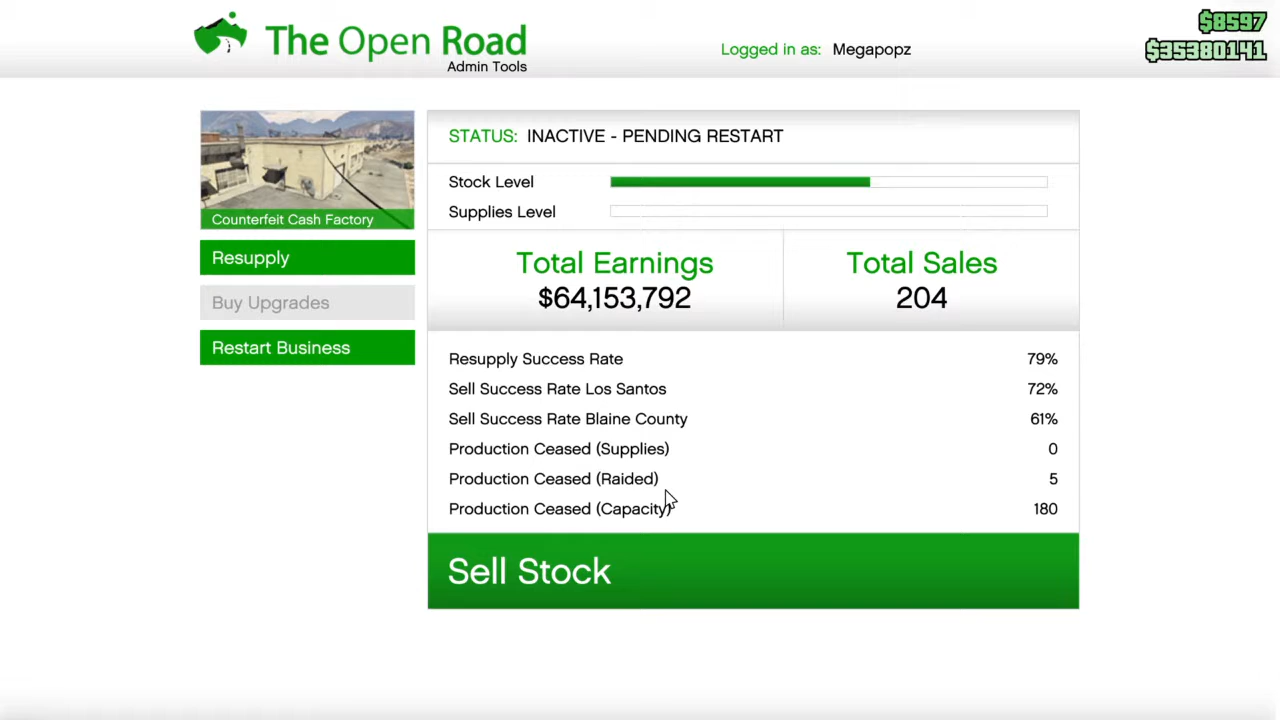 The Open Road
Admin Tools
Logged in as: Megapopz
$8597
$35380141
Counterfeit Cash Factory
Resupply
Buy Upgrades
Restart Business
STATUS: INACTIVE - PENDING RESTART
Stock Level
Supplies Level
Total Earnings
$64,153,792
Total Sales
204
Resupply Success Rate 79%
Sell Success Rate Los Santos 72%
Sell Success Rate Blaine County 61%
Production Ceased (Supplies) 0
Production Ceased (Raided) 5
Production Ceased (Capacity) 180
Sell Stock